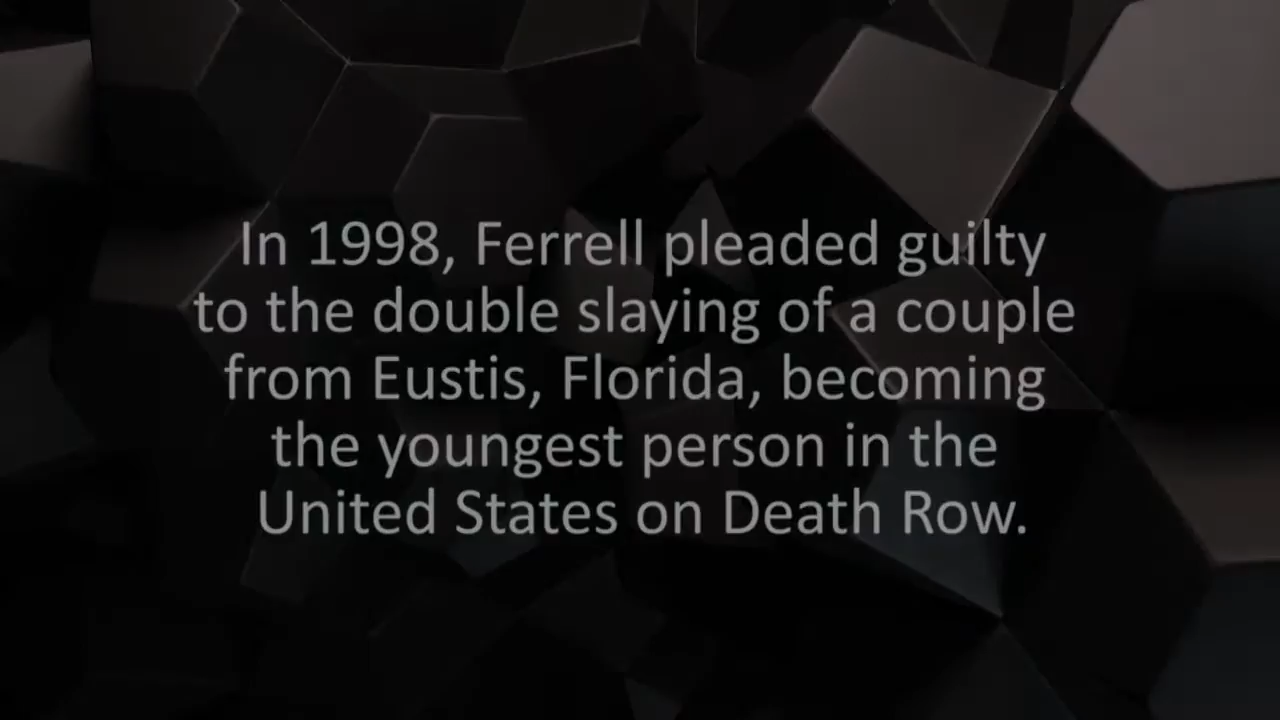 In 1998, Ferrell pleaded guilty
to the double slaying of a couple
from Eustis, Florida, becoming
the youngest person in the
United States on Death Row.